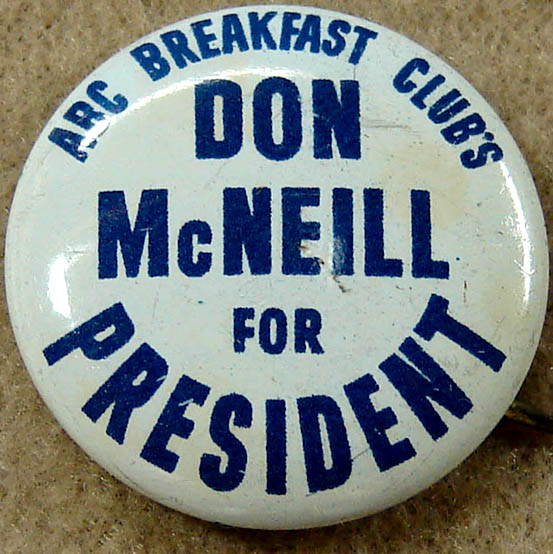 ABC BREAKFAST CLUB'S
DON
McNEILL
FOR
PRESIDENT